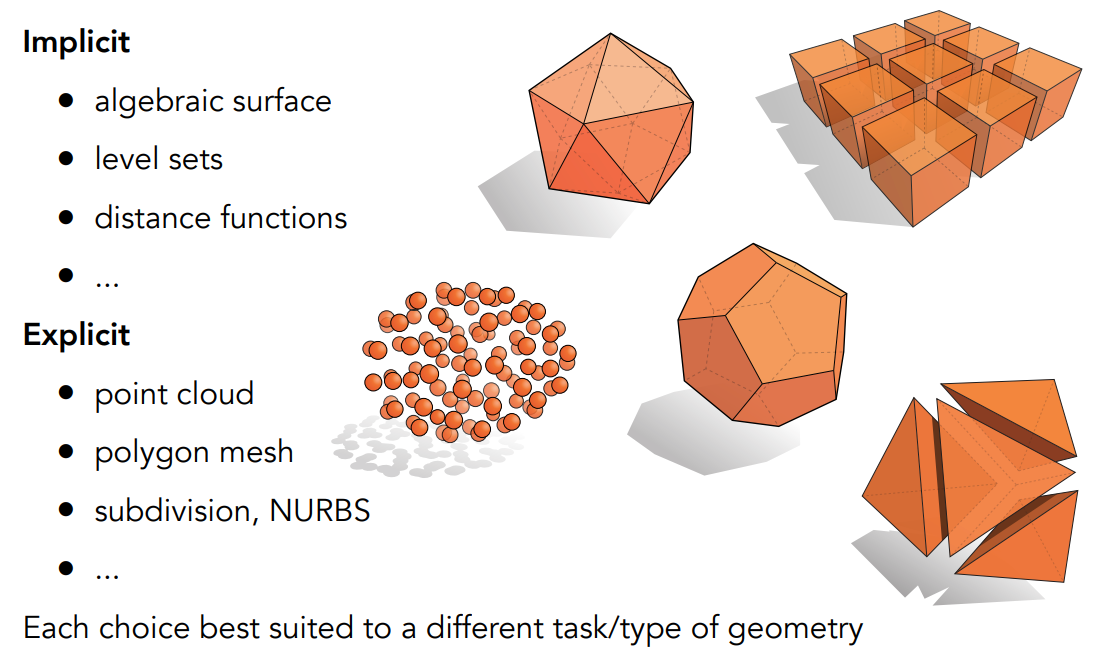 Implicit
● algebraic surface
● level sets
● distance functions
● ...
Explicit
● point cloud
● polygon mesh
● subdivision, NURBS
● ...
Each choice best suited to a different task/type of geometry